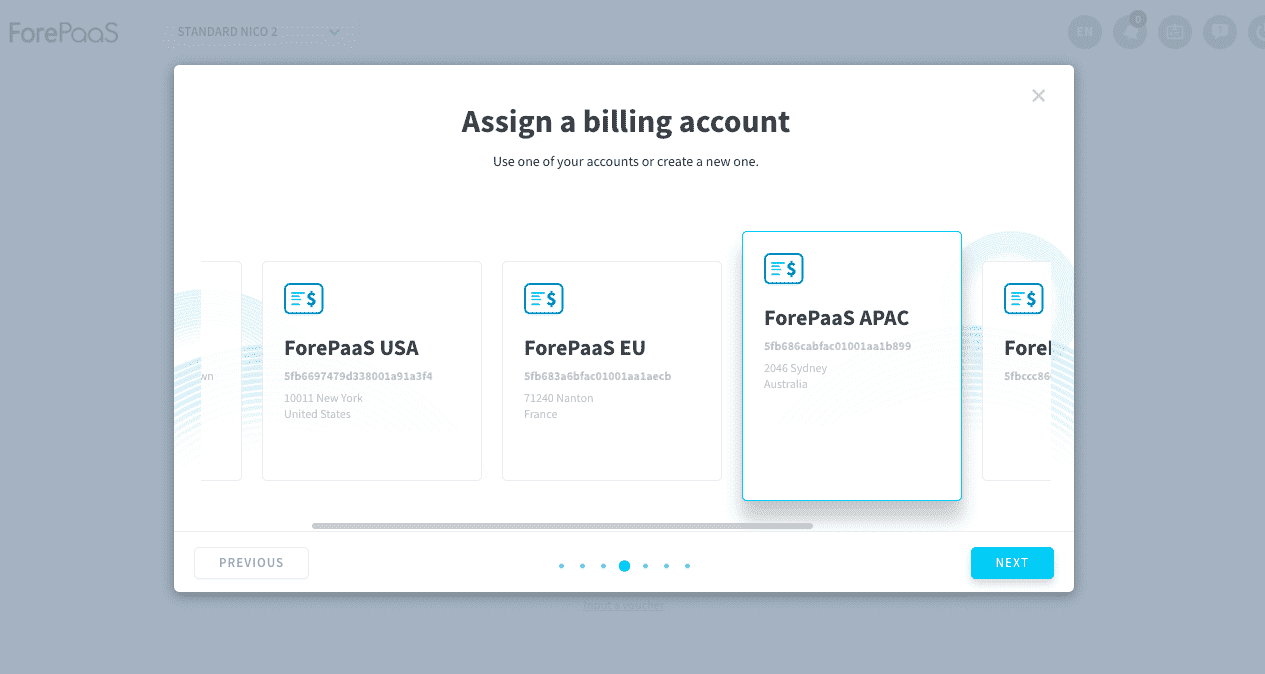 ForePaaS
STANDARD NICO 2
EN
0
Assign a billing account
Use one of your accounts or create a new one.
wn
ForePaaS USA
5fb6697479d338001a91a3f4
10011 New York
United States
ForePaaS EU
5fb683a6bfac01001aa1aecb
71240 Nanton
France
ForePaaS APAC
5fb686cabfac01001aa1b899
2046 Sydney
Australia
Fore
5fbccc86
PREVIOUS
NEXT
Input a voucher